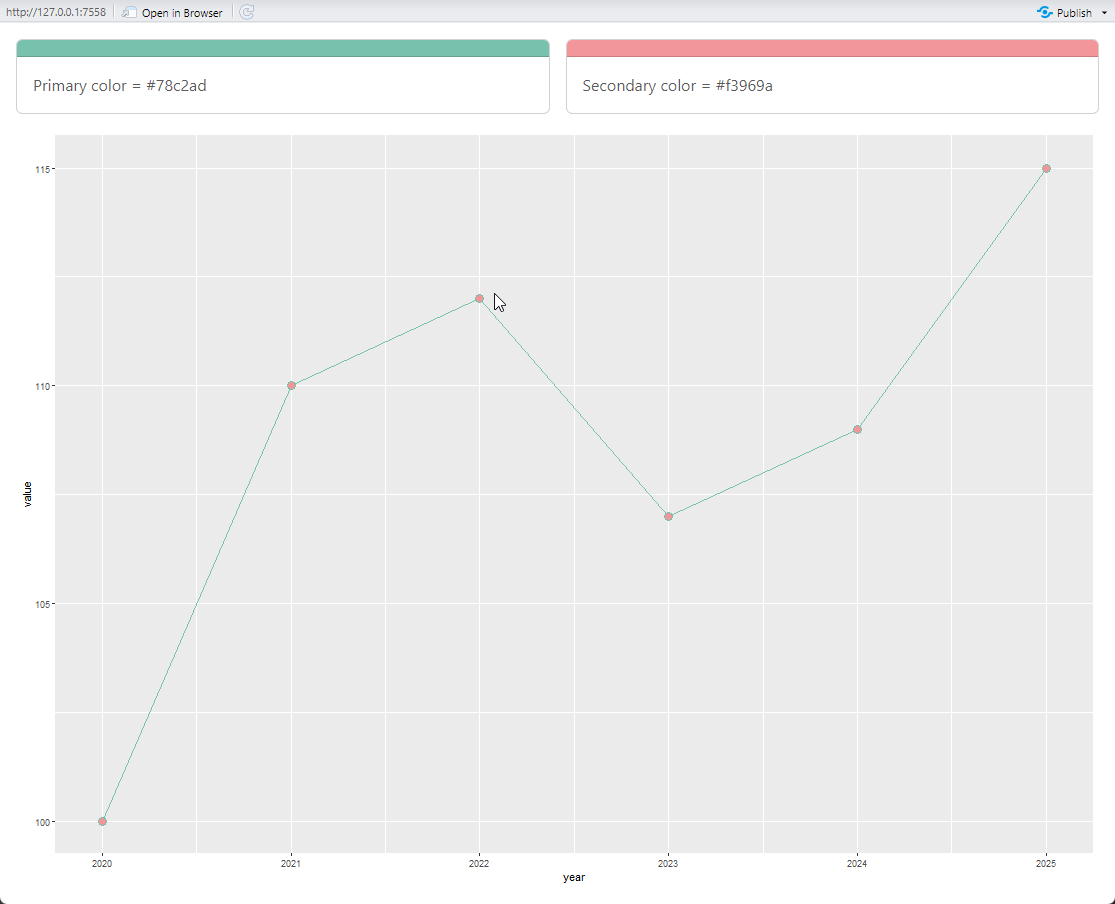 http://127.0.0.1:7558 Open in Browser Publish
Primary color = #78c2ad Secondary color = #f3969a
115
110
value
105
100
2020 2021 2022 2023 2024 2025
year